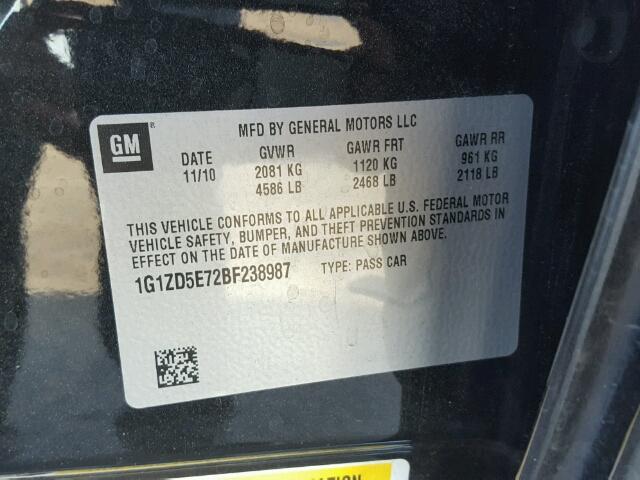 GM
MFD BY GENERAL MOTORS LLC
DATE GVWR GAWR FRT GAWR RR
11/10 2081 KG 1120 KG 961 KG
4586 LB 2468 LB 2118 LB
THIS VEHICLE CONFORMS TO ALL APPLICABLE U.S. FEDERAL MOTOR
VEHICLE SAFETY, BUMPER, AND THEFT PREVENTION STANDARDS IN
EFFECT ON THE DATE OF MANUFACTURE SHOWN ABOVE.
1G1ZD5E72BF238987 TYPE: PASS CAR